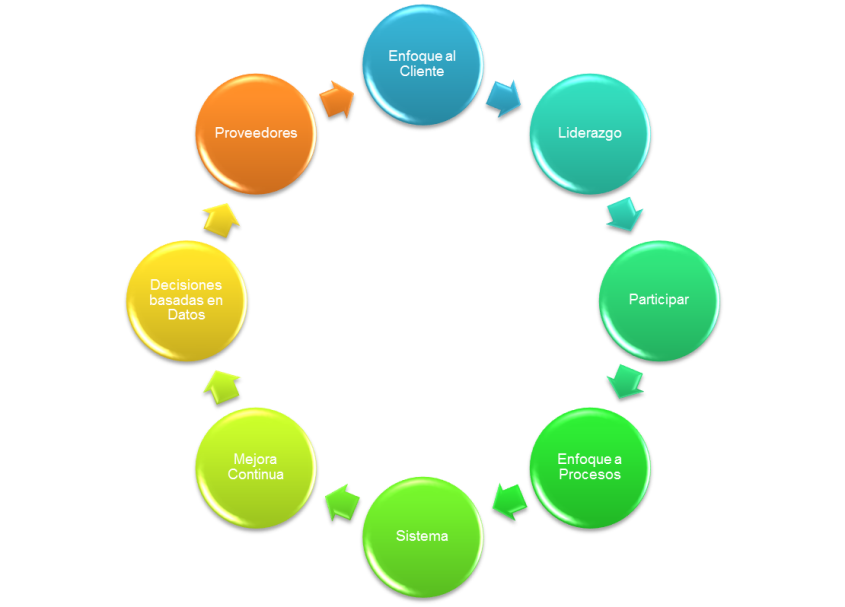 Enfoque al
Cliente
Liderazgo
Participar
Enfoque a
Procesos
Sistema
Mejora
Continua
Decisiones
basadas en
Datos
Proveedores